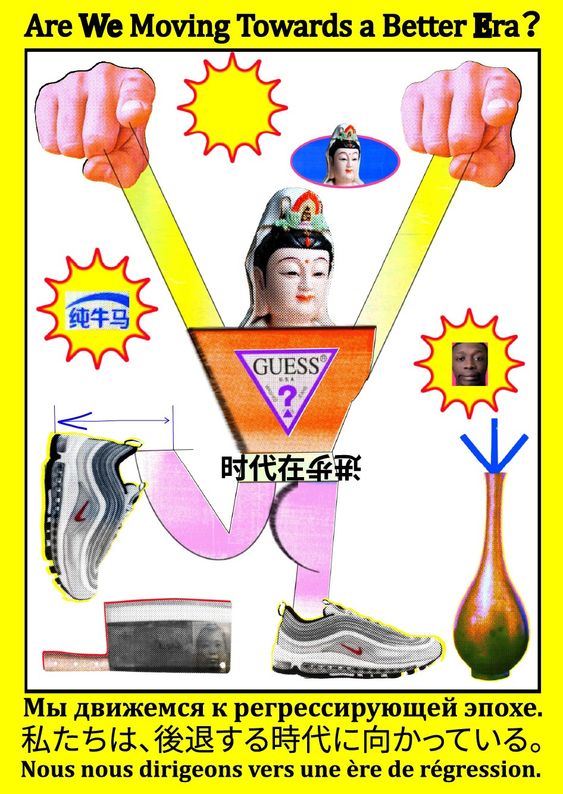 Are We Moving Towards a Better Era?
纯牛马
GUESS®
U.S.A.
?
时代在进步
Мы движемся к регрессирующей эпохе.
私たちは、後退する時代に向かっている。
Nous nous dirigeons vers une ère de régression.